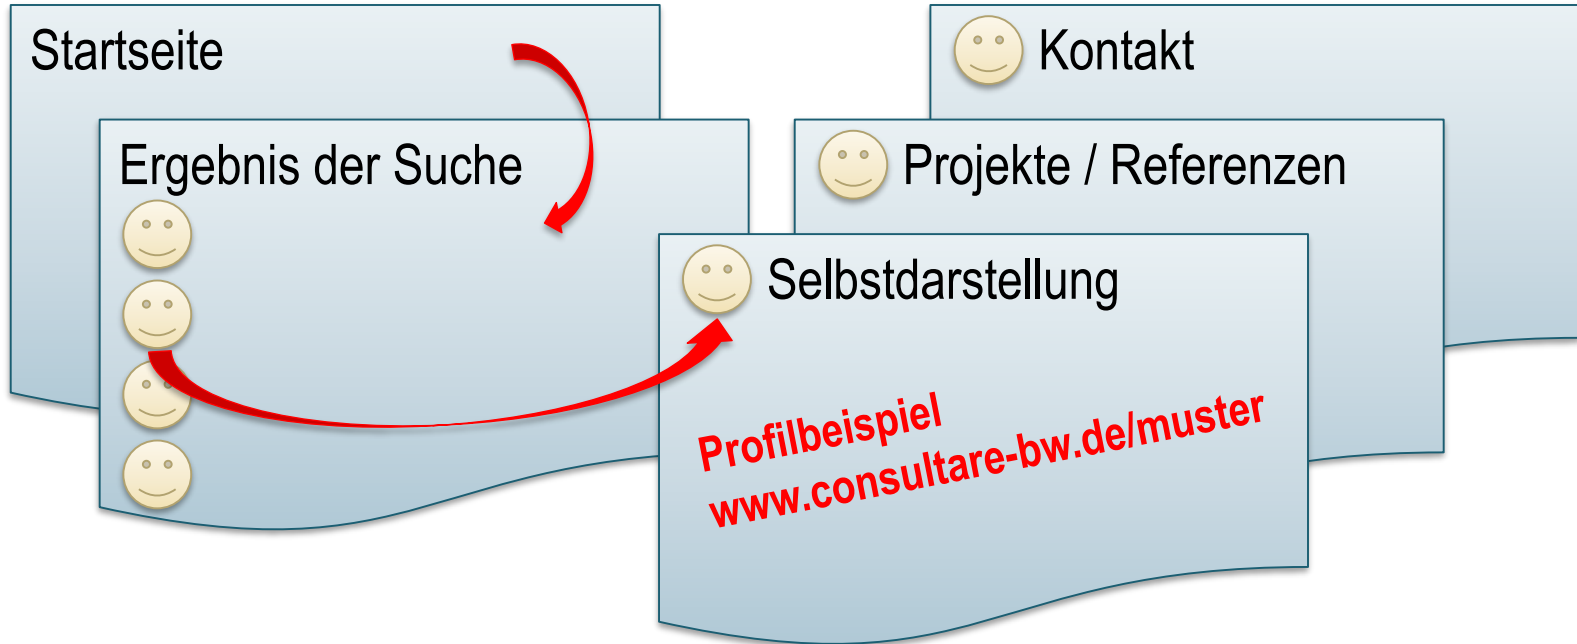 Startseite
Ergebnis der Suche
Kontakt
Projekte / Referenzen
Selbstdarstellung
Profilbeispiel
www.consultare-bw.de/muster